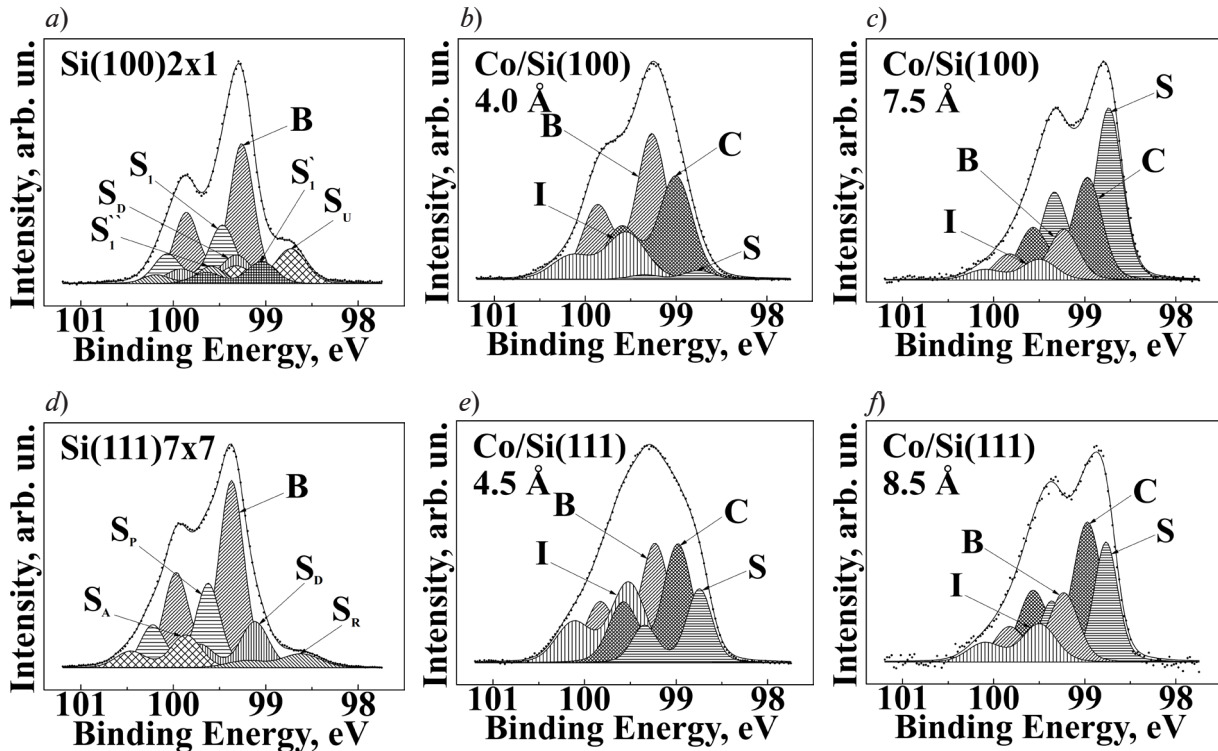 a)
Si(100)2x1
B
S1
SD
S1``
S1`
SU
Intensity, arb. un.
101 100 99 98
Binding Energy, eV
b)
Co/Si(100)
4.0 Å
B
C
I
S
Intensity, arb. un.
101 100 99 98
Binding Energy, eV
c)
Co/Si(100)
7.5 Å
S
B
C
I
Intensity, arb. un.
101 100 99 98
Binding Energy, eV
d)
Si(111)7x7
B
SP
SD
SA
SR
Intensity, arb. un.
101 100 99 98
Binding Energy, eV
e)
Co/Si(111)
4.5 Å
B
C
I
S
Intensity, arb. un.
101 100 99 98
Binding Energy, eV
f)
Co/Si(111)
8.5 Å
C
B
S
I
Intensity, arb. un.
101 100 99 98
Binding Energy, eV